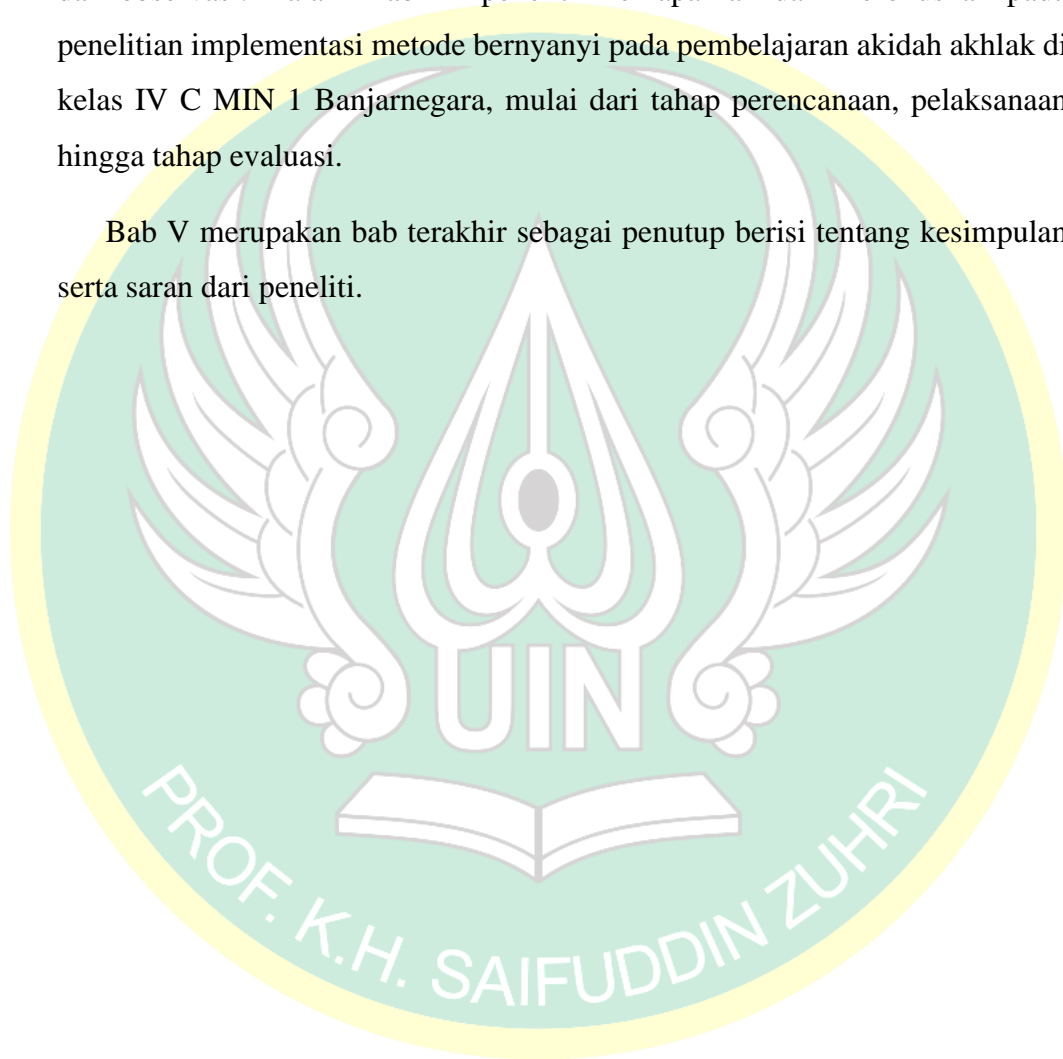 penelitian implementasi metode bernyanyi pada pembelajaran akidah akhlak di
kelas IV C MIN 1 Banjarnegara, mulai dari tahap perencanaan, pelaksanaan
hingga tahap evaluasi.
Bab V merupakan bab terakhir sebagai penutup berisi tentang kesimpulan
serta saran dari peneliti.
UIN
PROF. K.H. SAIFUDDIN ZUHRI